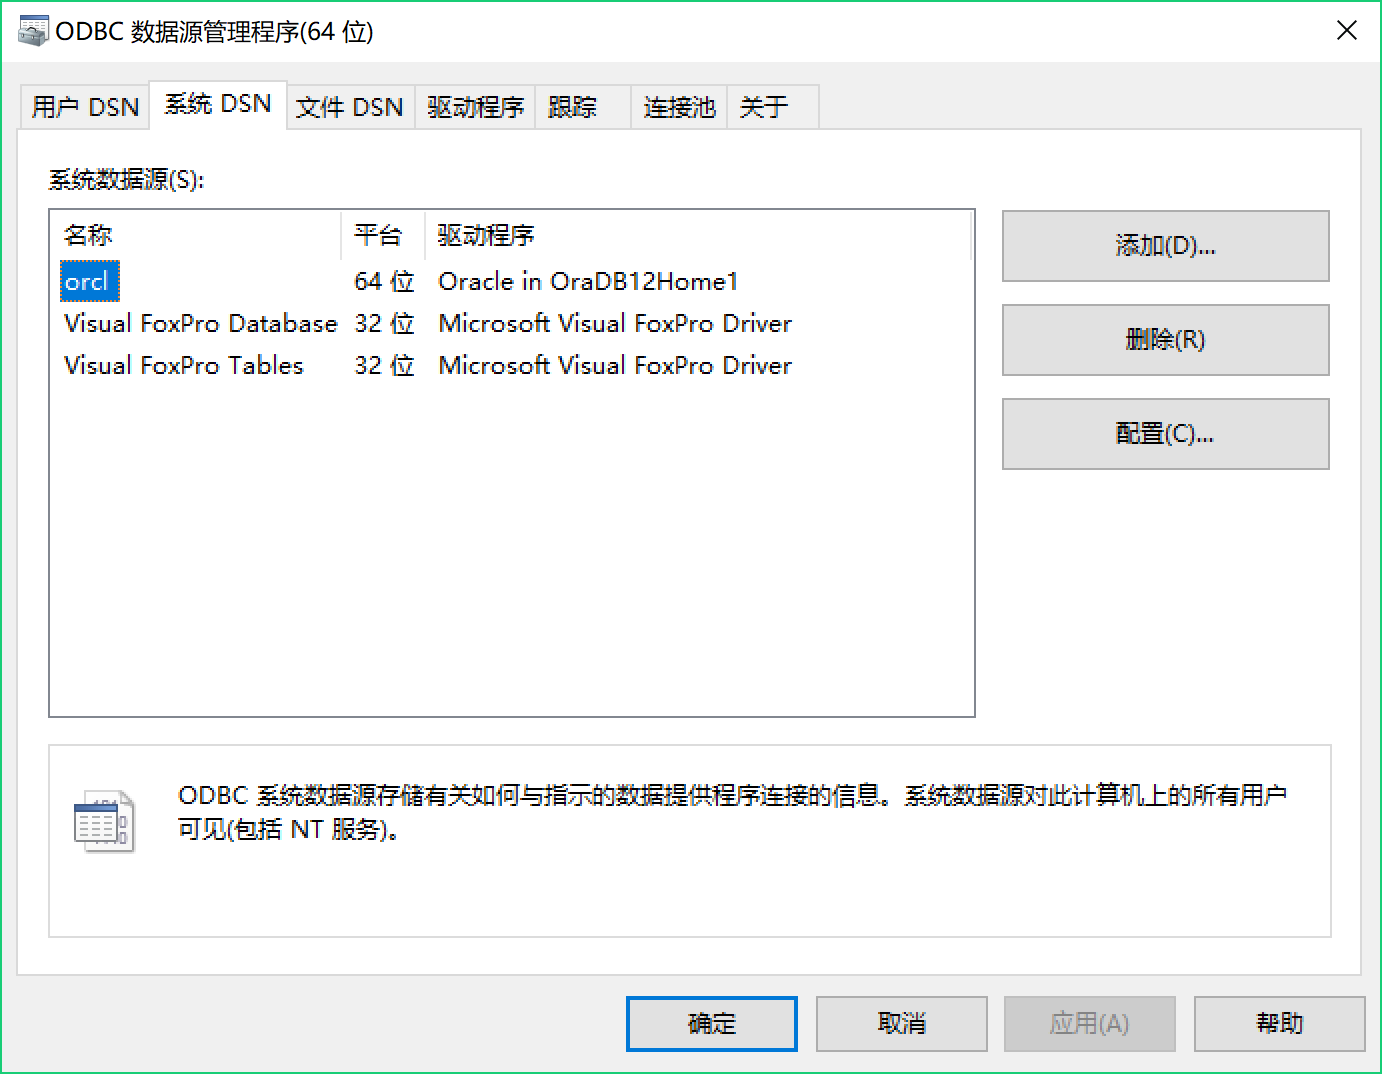 ODBC 数据源管理程序(64 位)
用户 DSN 系统 DSN 文件 DSN 驱动程序 跟踪 连接池 关于
系统数据源(S):
名称 平台 驱动程序
orcl 64 位 Oracle in OraDB12Home1
Visual FoxPro Database 32 位 Microsoft Visual FoxPro Driver
Visual FoxPro Tables 32 位 Microsoft Visual FoxPro Driver
添加(D)...
删除(R)
配置(C)...
ODBC 系统数据源存储有关如何与指示的数据提供程序连接的信息。系统数据源对此计算机上的所有用户
可见(包括 NT 服务)。
确定 取消 应用(A) 帮助